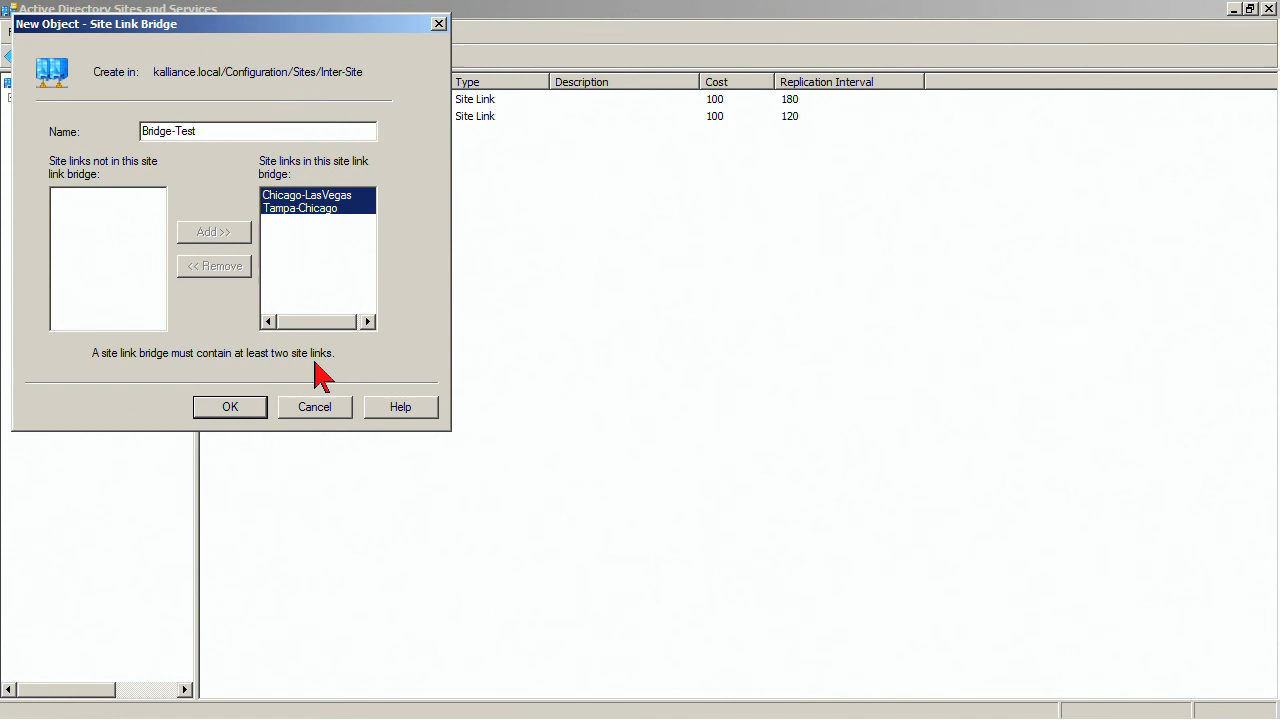 Active Directory Sites and Services
New Object - Site Link Bridge
Create in: kalliance.local/Configuration/Sites/Inter-Site
Name: Bridge-Test
Site links not in this site link bridge:
Site links in this site link bridge:
Chicago-LasVegas
Tampa-Chicago
Add >>
<< Remove
A site link bridge must contain at least two site links.
OK Cancel Help
Type Description Cost Replication Interval
Site Link 100 180
Site Link 100 120